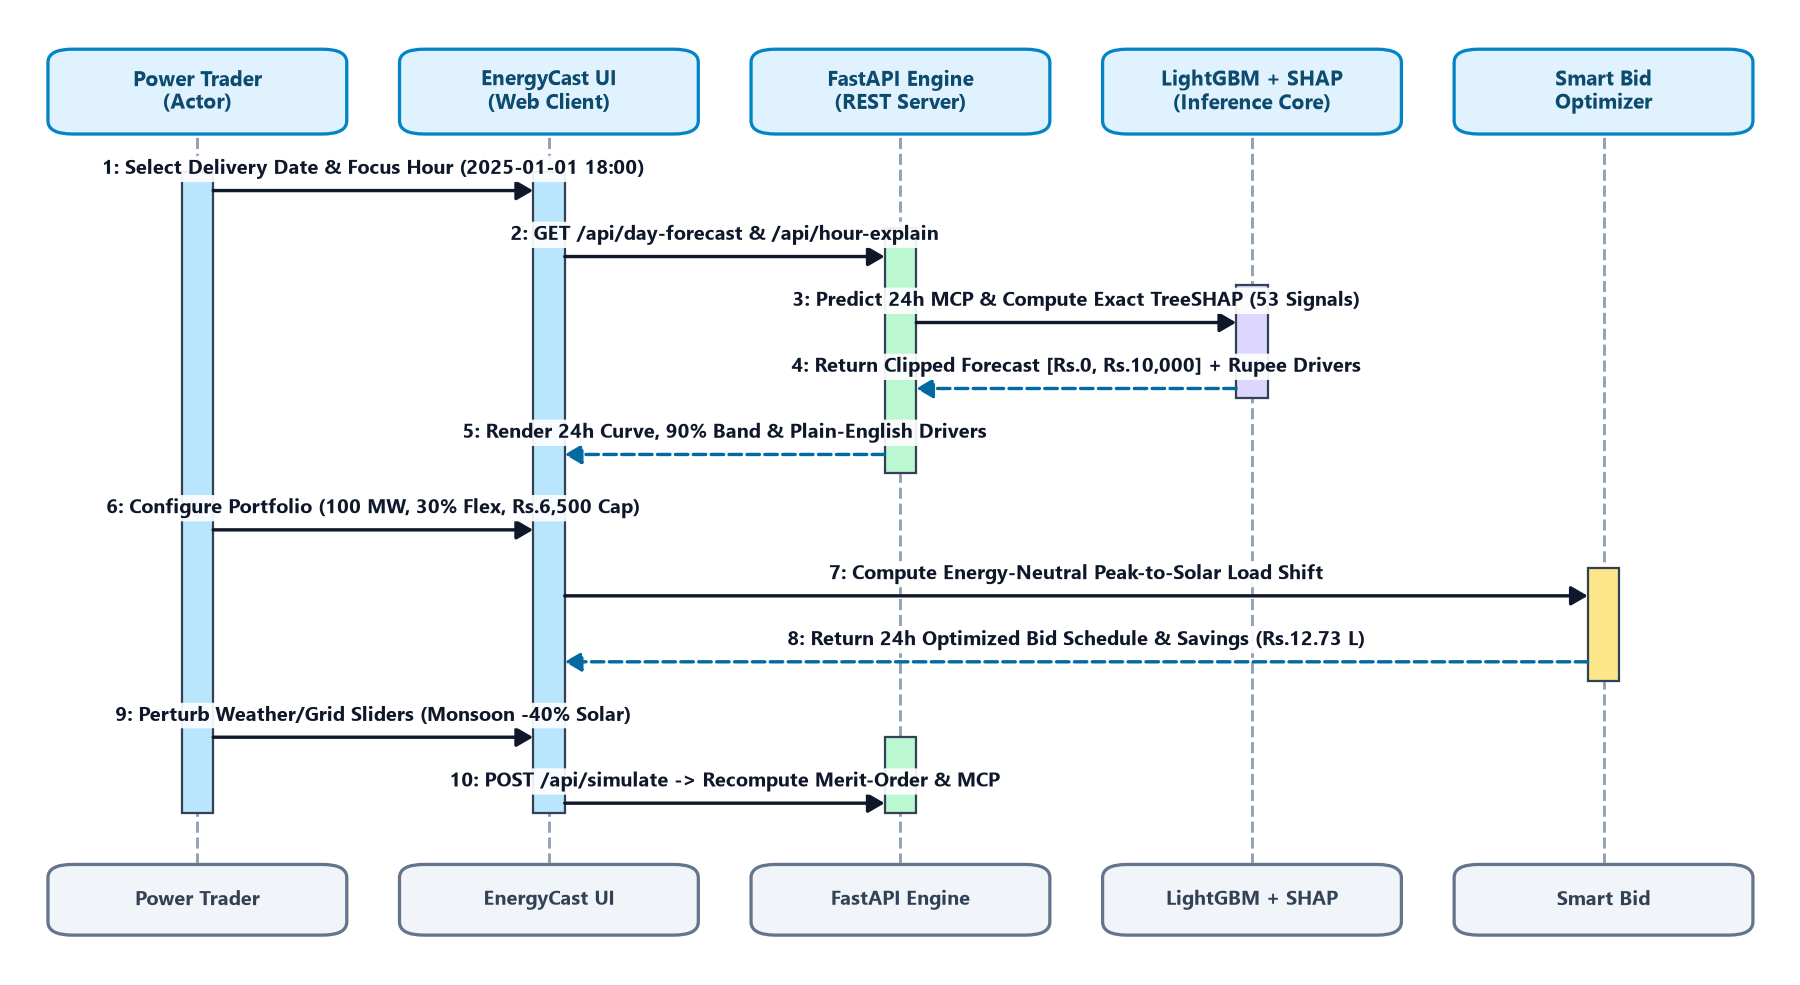 Power Trader
(Actor)
EnergyCast UI
(Web Client)
FastAPI Engine
(REST Server)
LightGBM + SHAP
(Inference Core)
Smart Bid
Optimizer
1: Select Delivery Date & Focus Hour (2025-01-01 18:00)
2: GET /api/day-forecast & /api/hour-explain
3: Predict 24h MCP & Compute Exact TreeSHAP (53 Signals)
4: Return Clipped Forecast [Rs.0, Rs.10,000] + Rupee Drivers
5: Render 24h Curve, 90% Band & Plain-English Drivers
6: Configure Portfolio (100 MW, 30% Flex, Rs.6,500 Cap)
7: Compute Energy-Neutral Peak-to-Solar Load Shift
8: Return 24h Optimized Bid Schedule & Savings (Rs.12.73 L)
9: Perturb Weather/Grid Sliders (Monsoon -40% Solar)
10: POST /api/simulate -> Recompute Merit-Order & MCP
Power Trader
EnergyCast UI
FastAPI Engine
LightGBM + SHAP
Smart Bid